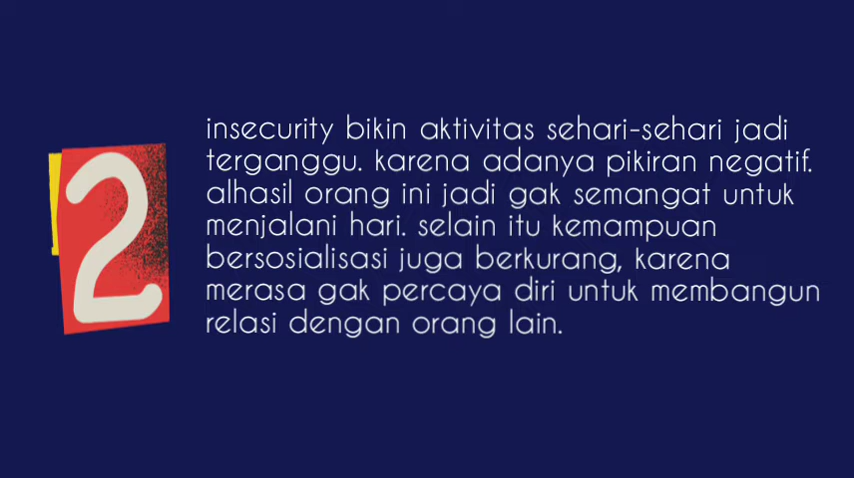 2
insecurity bikin aktivitas sehari-sehari jadi
terganggu. karena adanya pikiran negatif.
alhasil orang ini jadi gak semangat untuk
menjalani hari. selain itu kemampuan
bersosialisasi juga berkurang, karena
merasa gak percaya diri untuk membangun
relasi dengan orang lain.